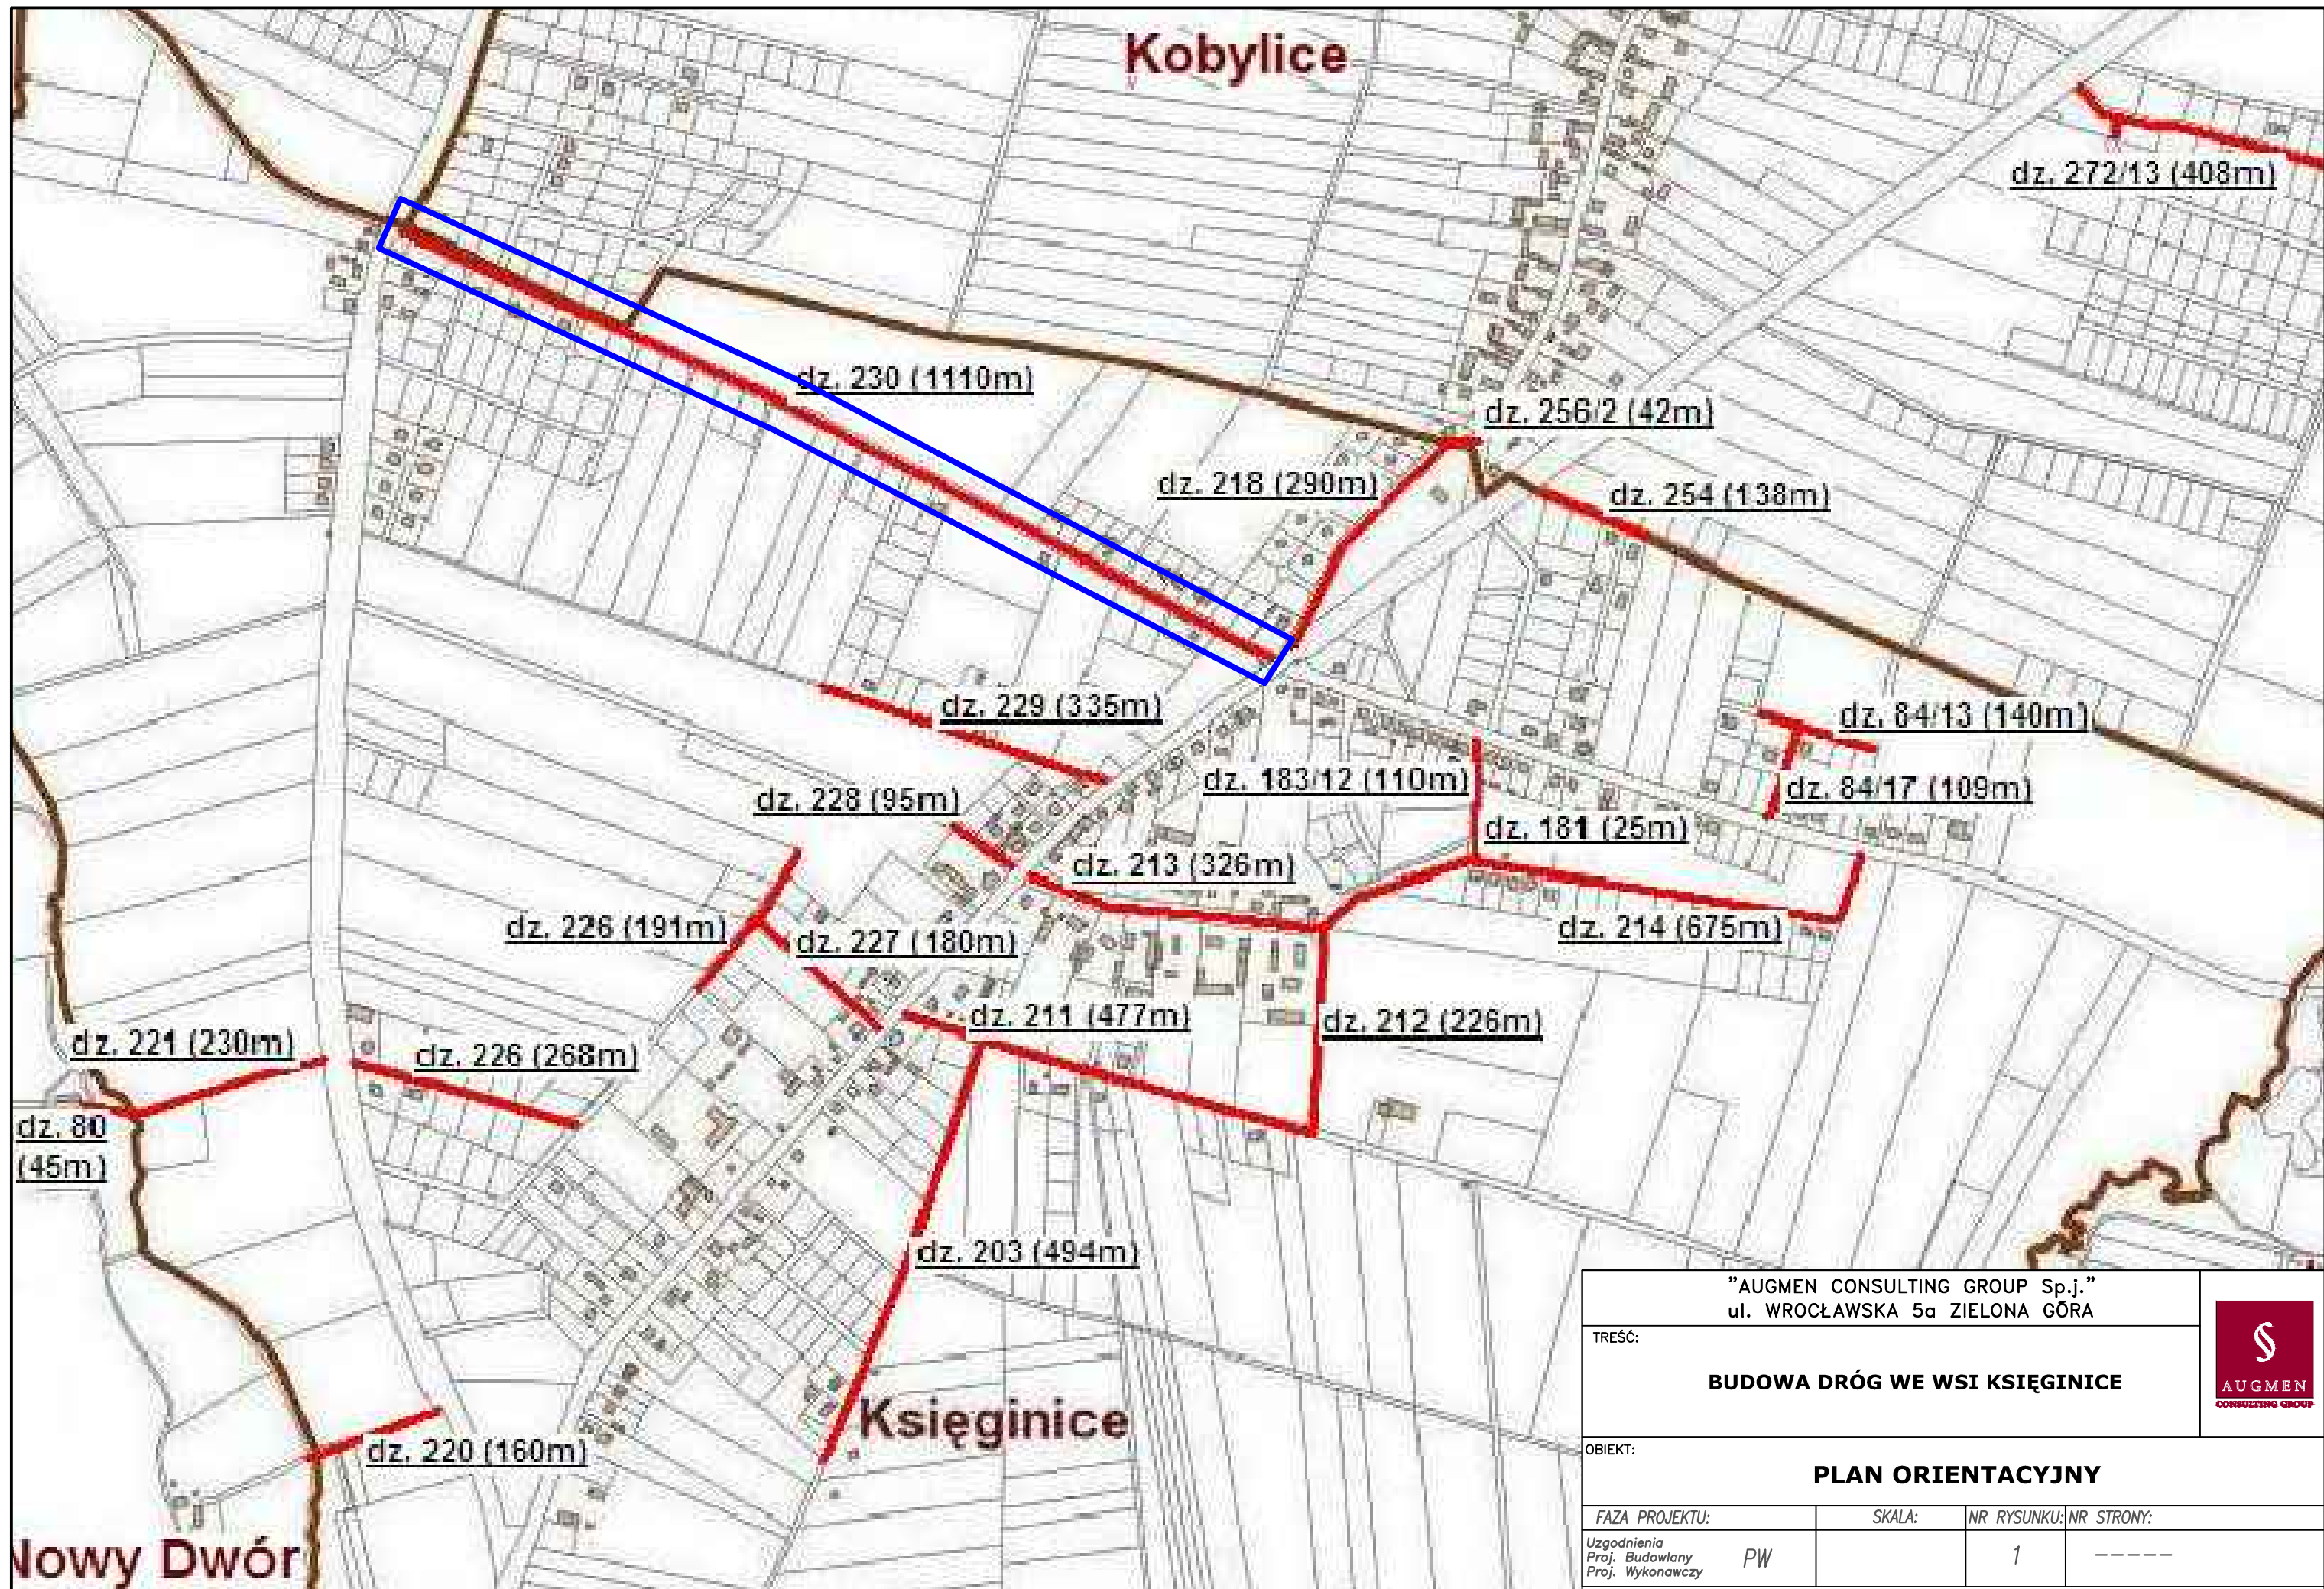 Kobylice
dz. 272/13 (408m)
dz. 230 (1110m)
dz. 256/2 (42m)
dz. 218 (290m)
dz. 254 (138m)
dz. 229 (335m)
dz. 84/13 (140m)
dz. 183/12 (110m)
dz. 228 (95m)
dz. 84/17 (109m)
dz. 181 (25m)
dz. 213 (326m)
dz. 226 (191m)
dz. 227 (180m)
dz. 214 (675m)
dz. 211 (477m)
dz. 212 (226m)
dz. 221 (230m)
dz. 226 (268m)
dz. 80
(45m)
dz. 203 (494m)
Księginice
dz. 220 (160m)
Nowy Dwór
"AUGMEN CONSULTING GROUP Sp.j."
ul. WROCŁAWSKA 5a ZIELONA GÓRA
TREŚĆ:
BUDOWA DRÓG WE WSI KSIĘGINICE
§
AUGMEN
CONSULTING GROUP
OBIEKT:
PLAN ORIENTACYJNY
FAZA PROJEKTU: SKALA: NR RYSUNKU: NR STRONY:
Uzgodnienia
Proj. Budowlany PW 1 -----
Proj. Wykonawczy